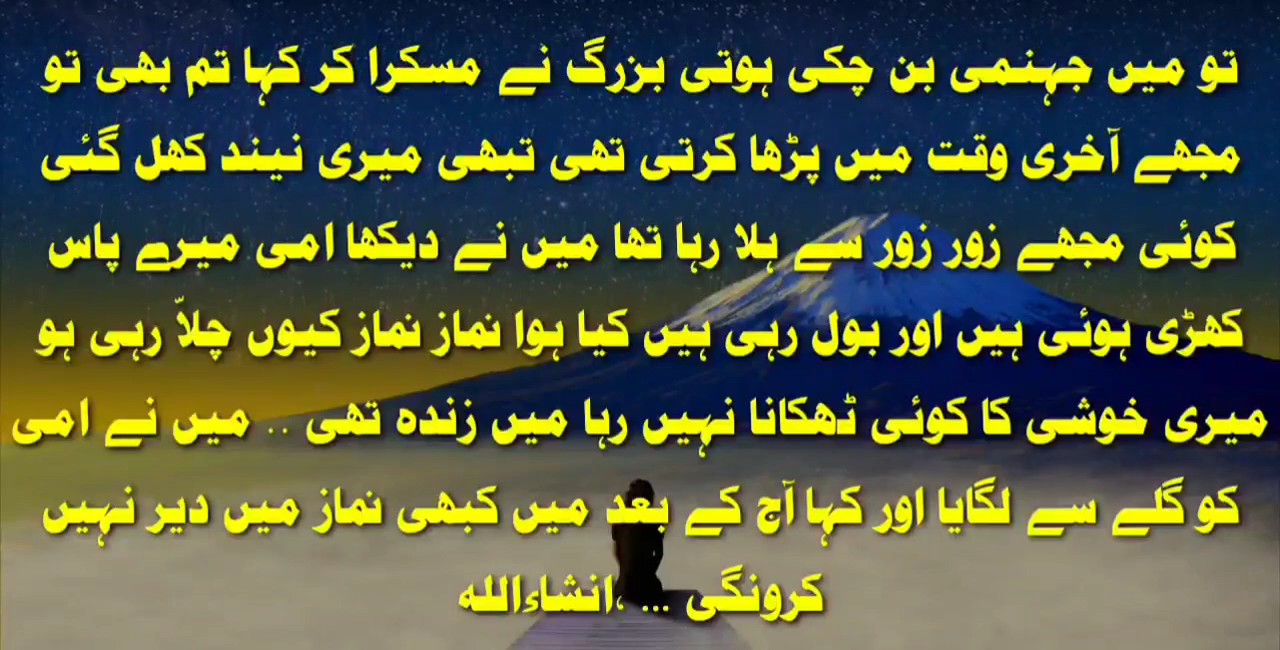 تو میں جہنمی بن چکی ہوتی بزرگ نے مسکرا کر کہا تم بھی تو
مجھے آخری وقت میں پڑھا کرتی تھی تبھی میری نیند کھل گئی
کوئی مجھے زور زور سے ہلا رہا تھا میں نے دیکھا امی میرے پاس
کھڑی ہوئی ہیں اور بول رہی ہیں کیا ہوا نماز نماز کیوں چلاّ رہی ہو
میری خوشی کا کوئی ٹھکانا نہیں رہا میں زندہ تھی .. میں نے امی
کو گلے سے لگایا اور کہا آج کے بعد میں کبھی نماز میں دیر نہیں
کرونگی ... ،انشاءاللہ